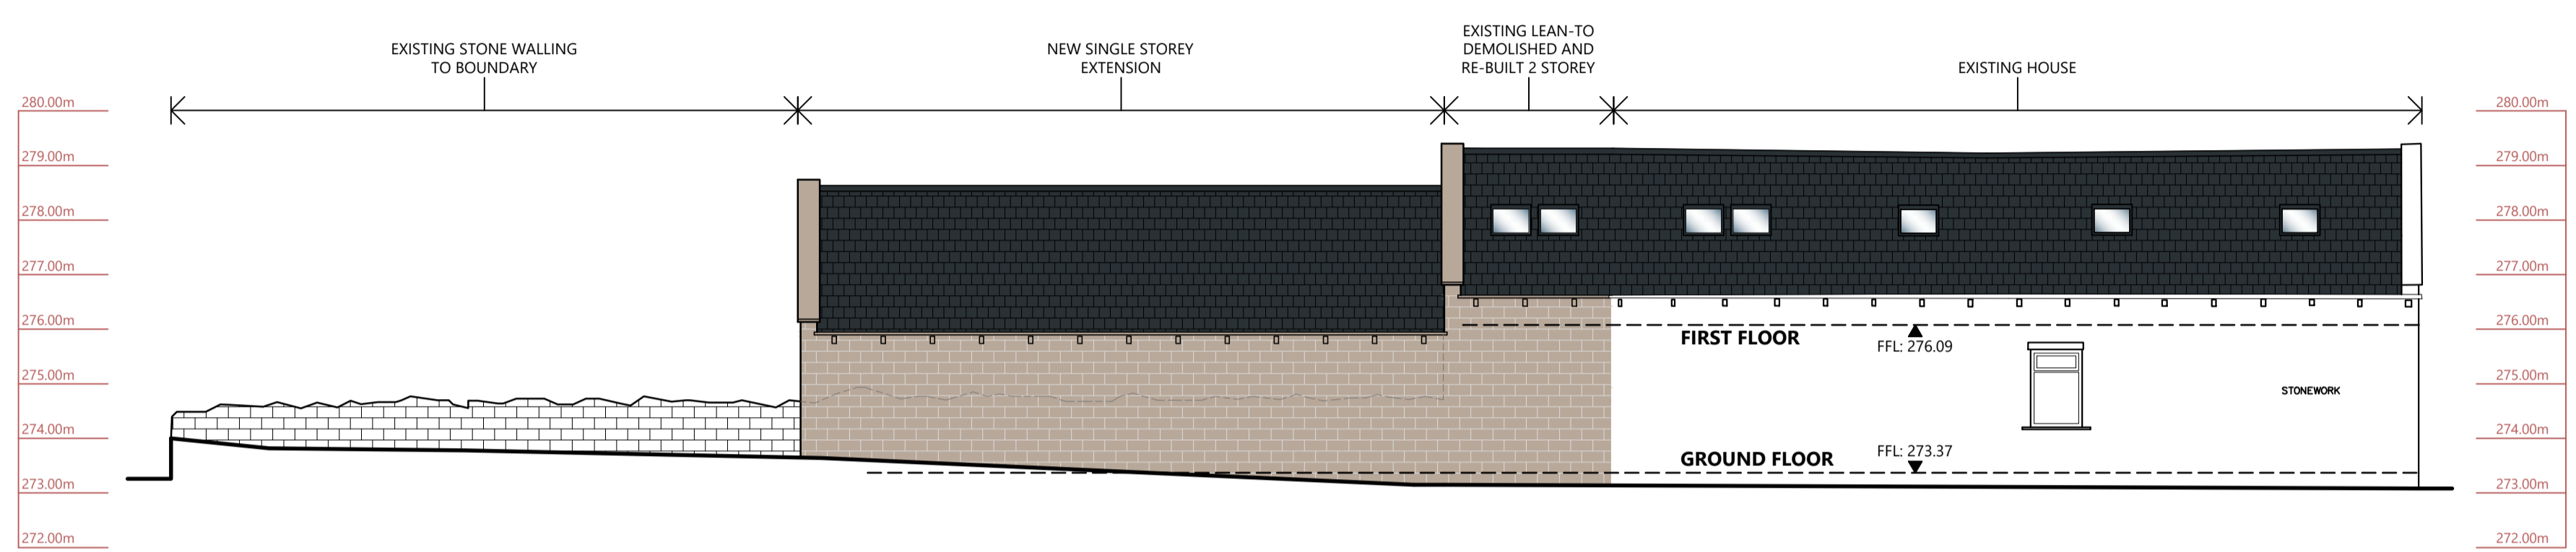 EXISTING STONE WALLING
TO BOUNDARY
NEW SINGLE STOREY
EXTENSION
EXISTING LEAN-TO
DEMOLISHED AND
RE-BUILT 2 STOREY
EXISTING HOUSE
280.00m
279.00m
278.00m
277.00m
276.00m
275.00m
274.00m
273.00m
272.00m
FIRST FLOOR
FFL: 276.09
STONEWORK
GROUND FLOOR
FFL: 273.37
280.00m
279.00m
278.00m
277.00m
276.00m
275.00m
274.00m
273.00m
272.00m